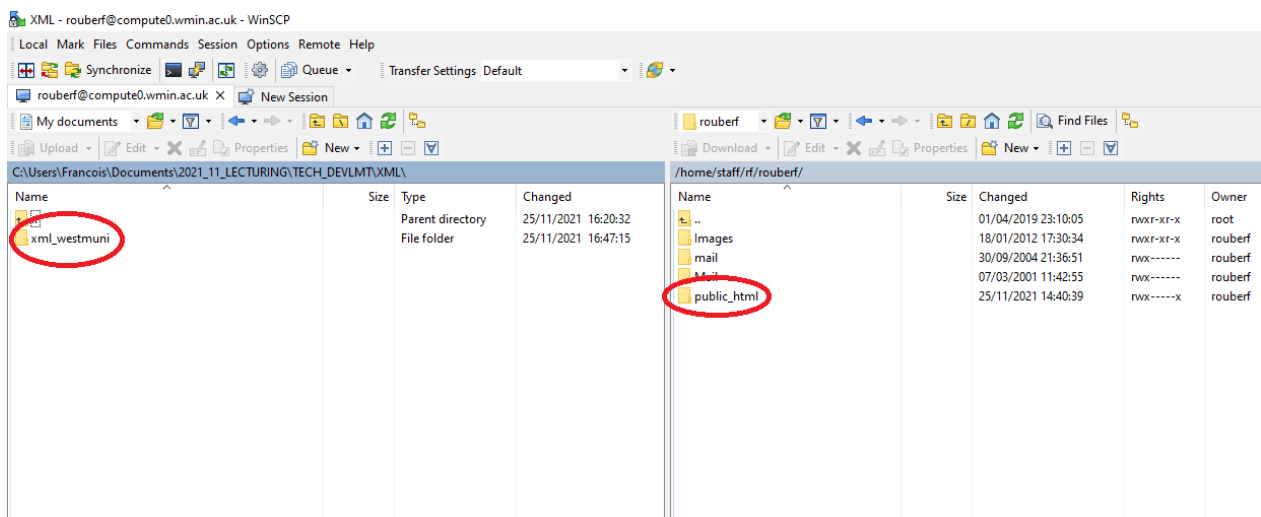 XML - rouberf@compute0.wmin.ac.uk - WinSCP
Local Mark Files Commands Session Options Remote Help
Synchronize Queue Transfer Settings Default
rouberf@compute0.wmin.ac.uk X New Session
My documents
Upload Edit Properties New
C:\Users\Francois\Documents\2021_11_LECTURING\TECH_DEVLMT\XML\
Name Size Type Changed
Parent directory 25/11/2021 16:20:32
xml_westmuni File folder 25/11/2021 16:47:15
rouberf Find Files
Download Edit Properties New
/home/staff/rf/rouberf/
Name Size Changed Rights Owner
.. 01/04/2019 23:10:05 rwxr-xr-x root
Images 18/01/2012 17:30:34 rwxr-xr-x rouberf
mail 30/09/2004 21:36:51 rwx------ rouberf
07/03/2001 11:42:55 rwx------ rouberf
public_html 25/11/2021 14:40:39 rwx-----x rouberf